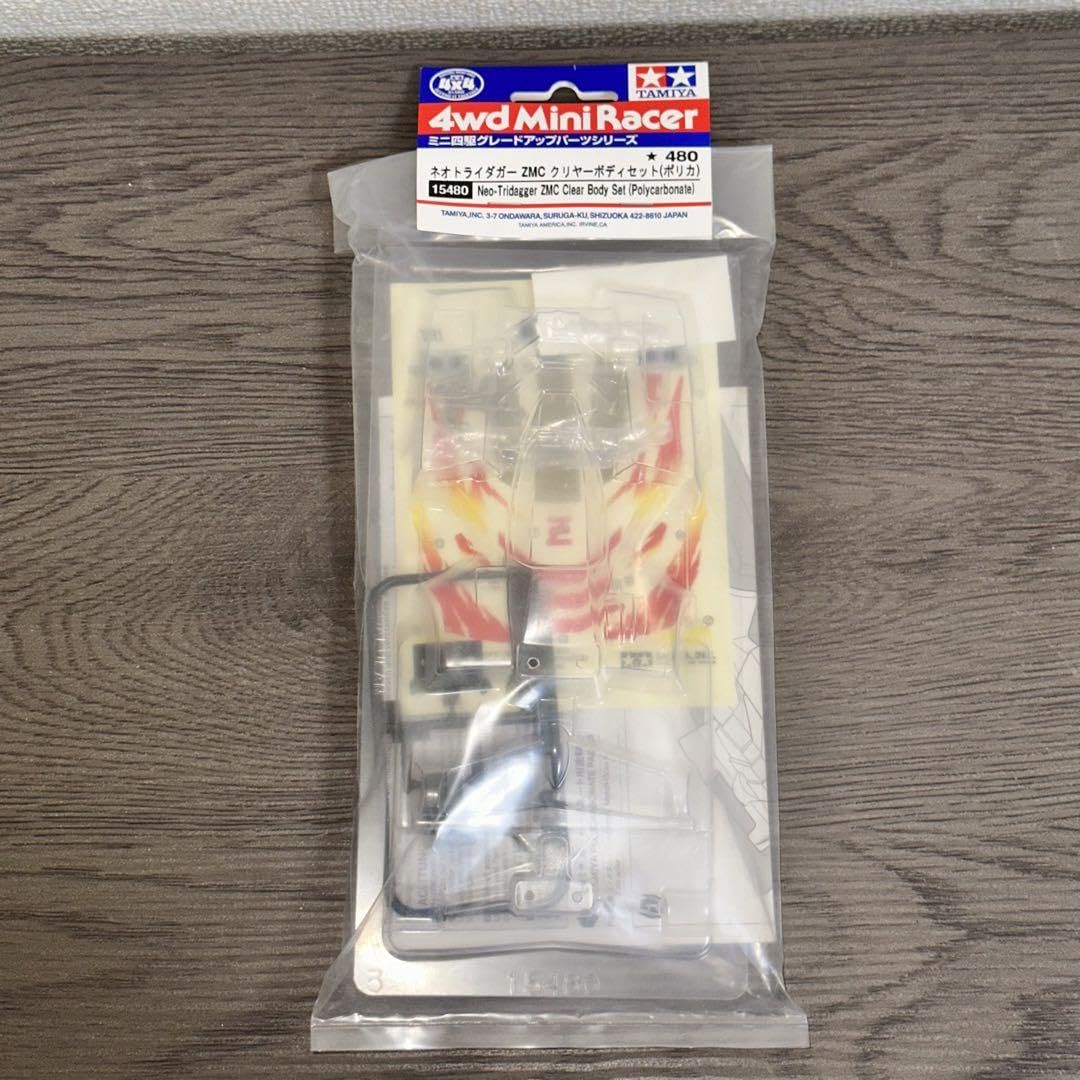 4x4
TAMIYA
4wd Mini Racer
ミニ四駆グレードアップパーツシリーズ
★ 480
ネオトライダガー ZMC クリヤーボディセット(ポリカ)
15480 Neo-Tridagger ZMC Clear Body Set (Polycarbonate)
TAMIYA,INC. 3-7 ONDAWARA, SURUGA-KU, SHIZUOKA 422-8610 JAPAN
TAMIYA AMERICA,INC. IRVINE,CA
Z
3 15480